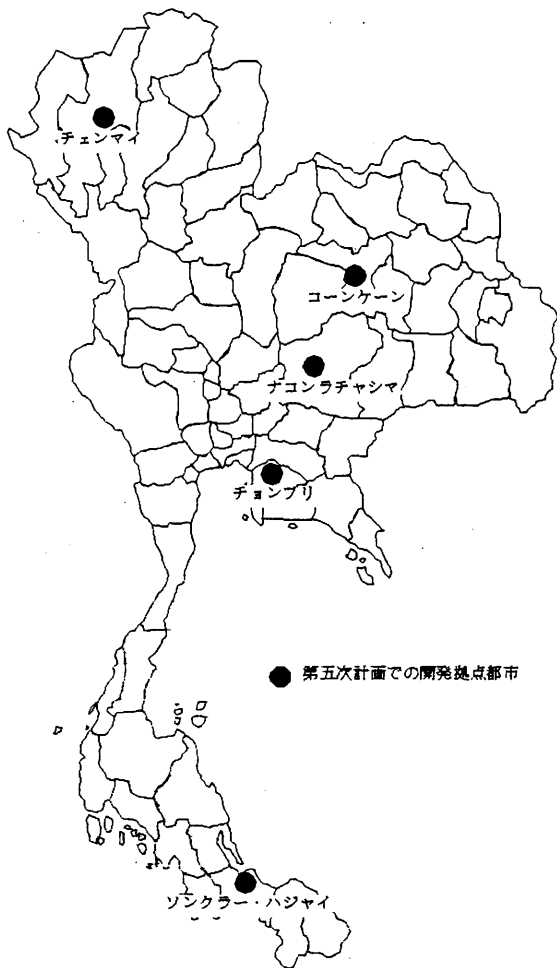 チェンマイ
コーンケーン
ナコンラチャシマ
チョンブリ
第五次計画での開発拠点都市
ソンクラー・ハジャイ